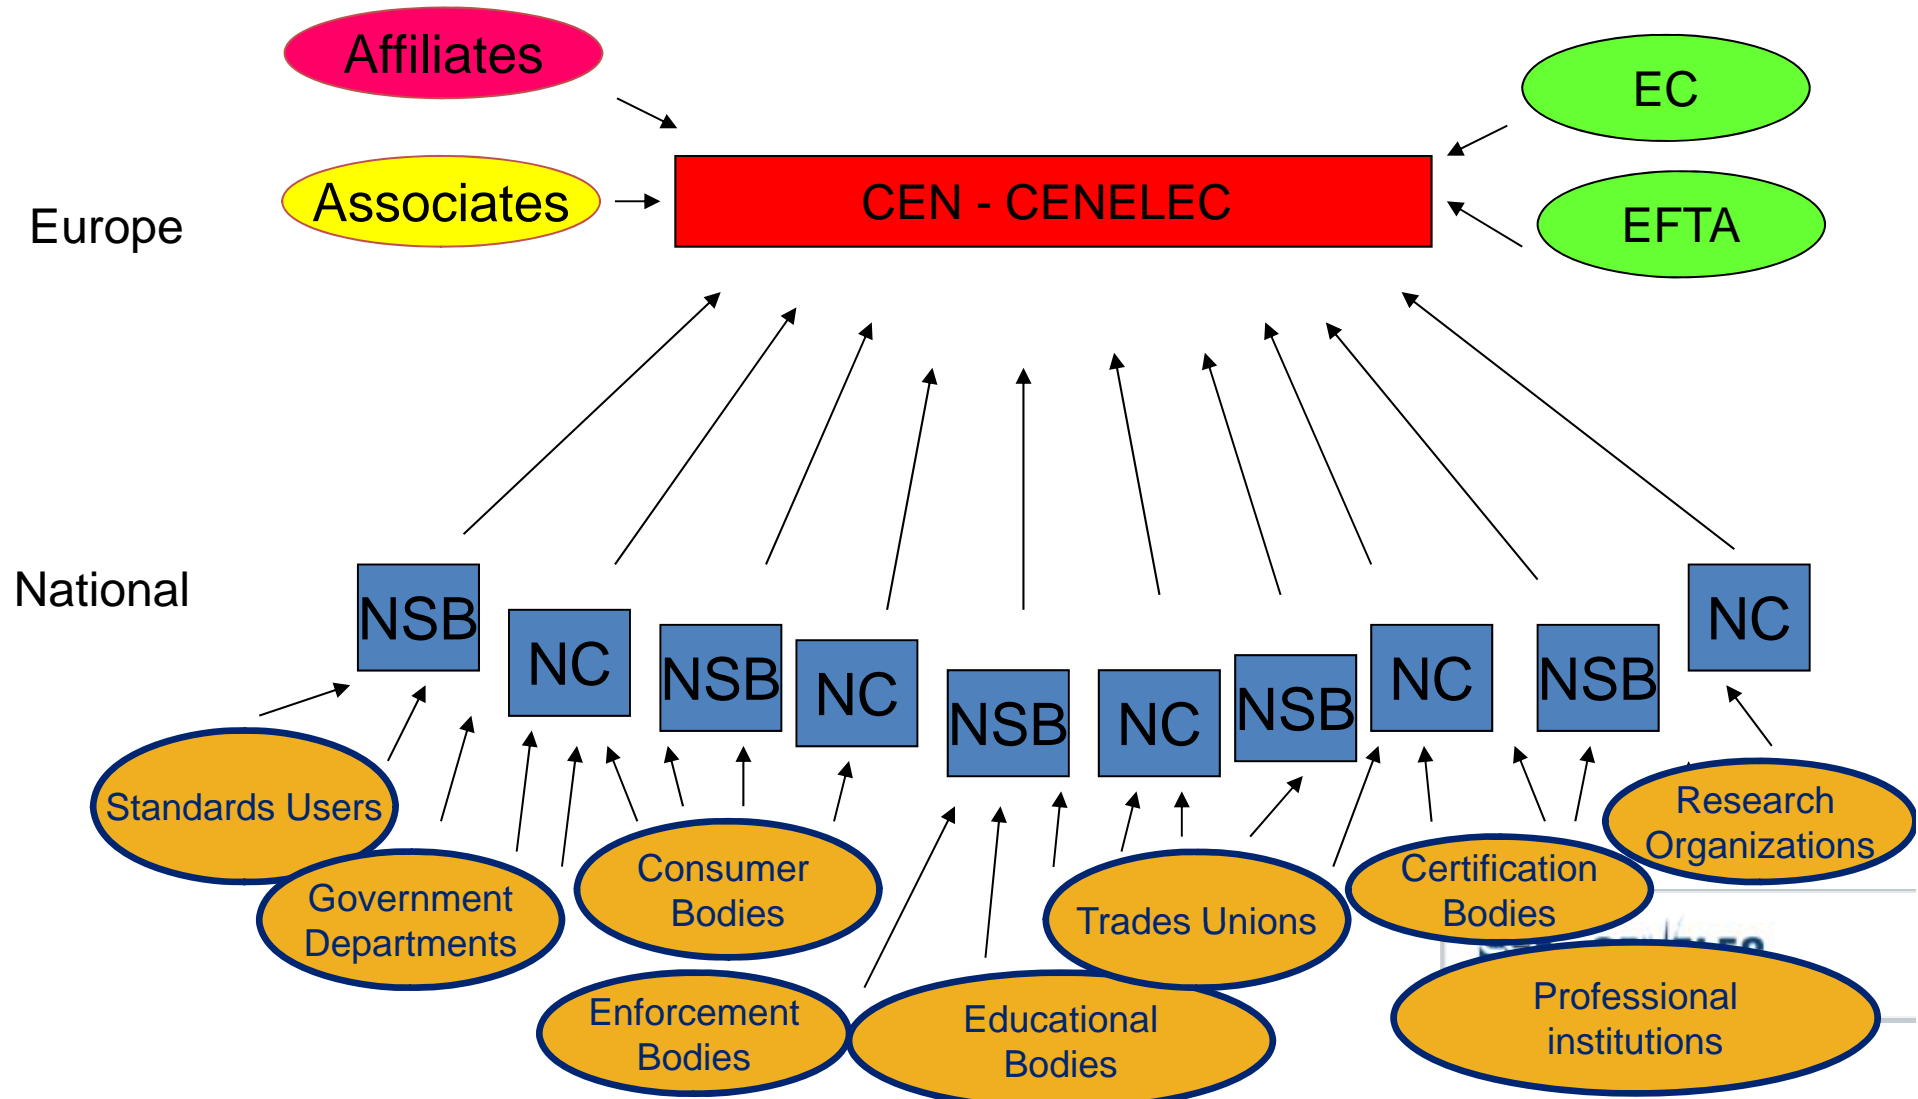 Affiliates
EC
Associates
CEN - CENELEC
EFTA
Europe
National
NSB
NC
NSB
NC
NSB
NC
NSB
NC
NSB
NC
Standards Users
Government
Departments
Consumer
Bodies
Enforcement
Bodies
Educational
Bodies
Trades Unions
Certification
Bodies
Research
Organizations
Professional
institutions